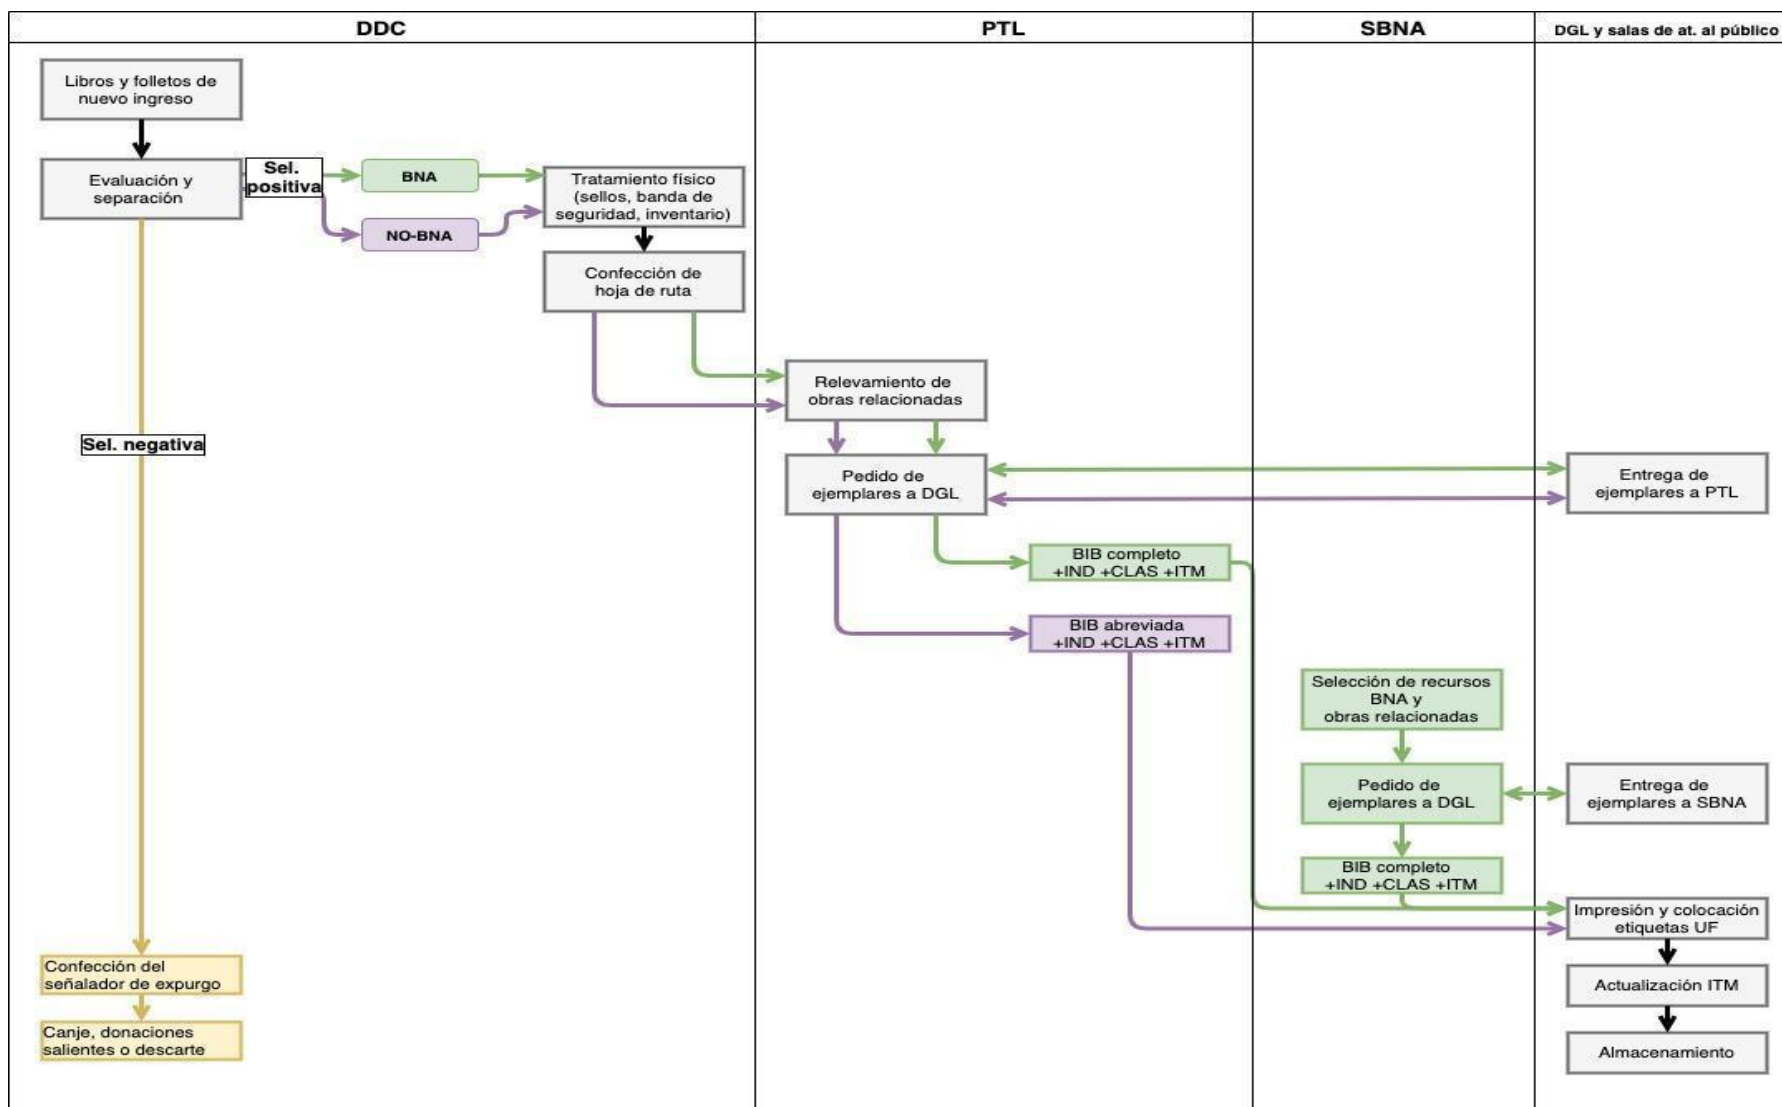 DDC
PTL
SBNA
DGL y salas de at. al público
Libros y folletos de
nuevo ingreso
Evaluación y
separación
Sel.
positiva
BNA
NO-BNA
Tratamiento físico
(sellos, banda de
seguridad, inventario)
Confección de
hoja de ruta
Sel. negativa
Confección del
señalador de expurgo
Canje, donaciones
salientes o descarte
Relevamiento de
obras relacionadas
Pedido de
ejemplares a DGL
BIB completo
+IND +CLAS +ITM
BIB abreviada
+IND +CLAS +ITM
Selección de recursos
BNA y
obras relacionadas
Pedido de
ejemplares a DGL
BIB completo
+IND +CLAS +ITM
Entrega de
ejemplares a PTL
Entrega de
ejemplares a SBNA
Impresión y colocación
etiquetas UF
Actualización ITM
Almacenamiento